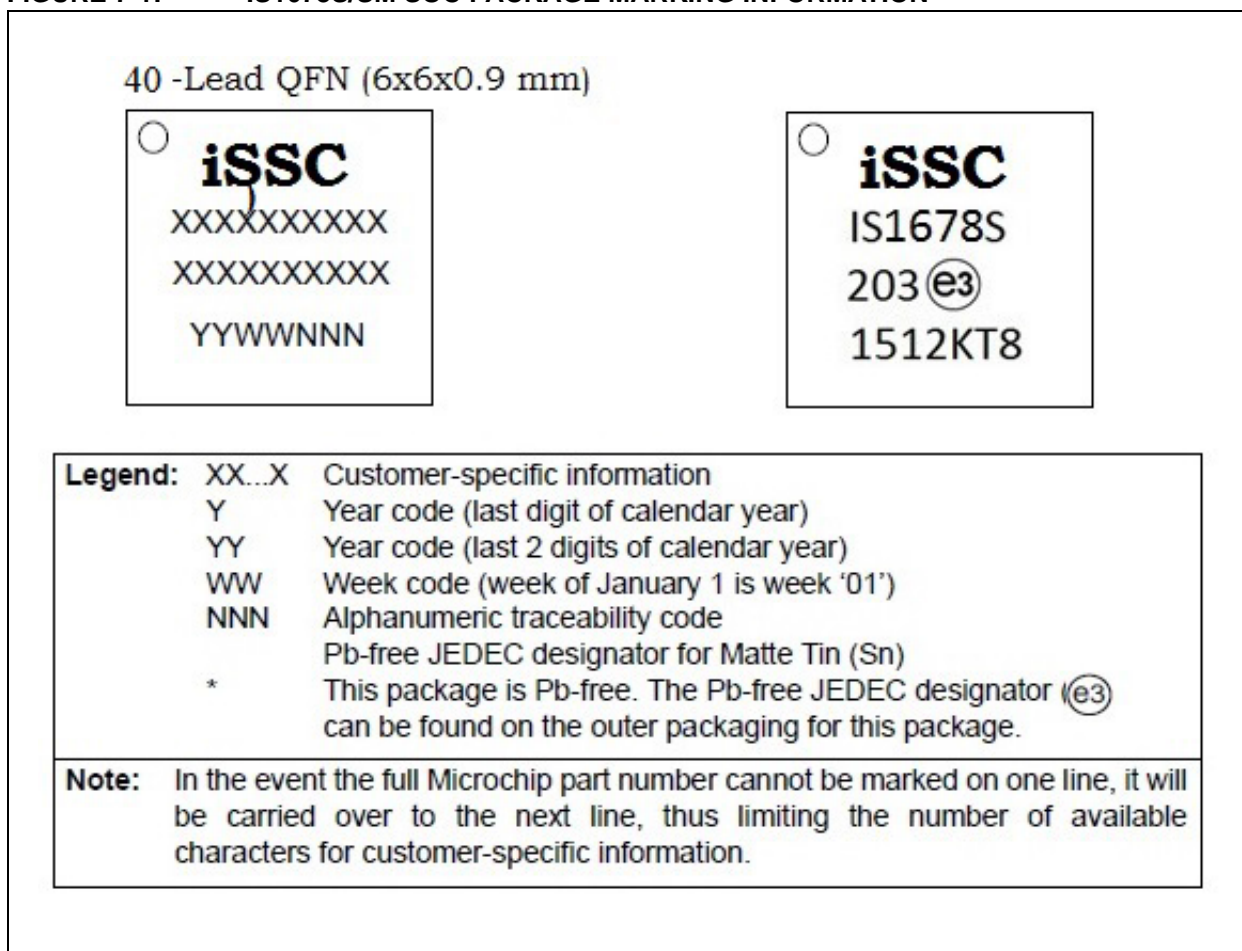 40 -Lead QFN (6x6x0.9 mm)
iSSC
XXXXXXXXXX
XXXXXXXXXX
YYWWNNN
iSSC
IS1678S
203 e3
1512KT8
Legend: XX...X Customer-specific information
Y Year code (last digit of calendar year)
YY Year code (last 2 digits of calendar year)
WW Week code (week of January 1 is week ‘01’)
NNN Alphanumeric traceability code
Pb-free JEDEC designator for Matte Tin (Sn)
* This package is Pb-free. The Pb-free JEDEC designator (e3)
can be found on the outer packaging for this package.
Note: In the event the full Microchip part number cannot be marked on one line, it will
be carried over to the next line, thus limiting the number of available
characters for customer-specific information.